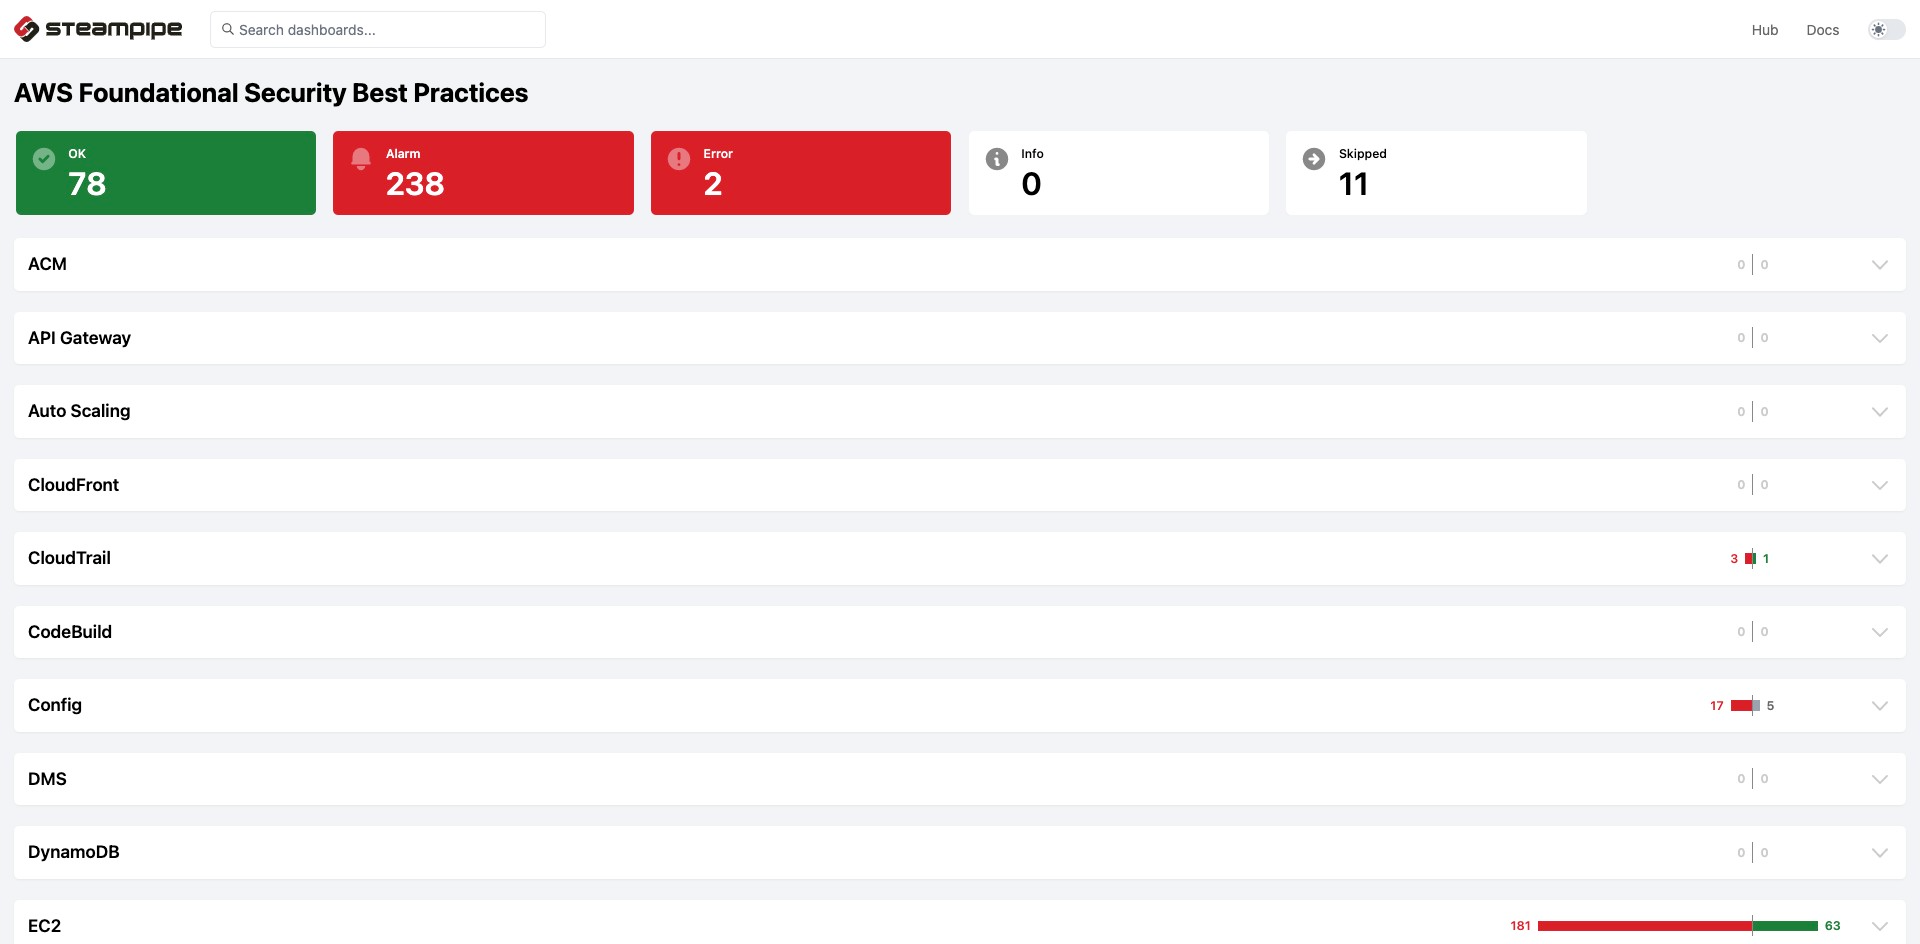 steampipe
Search dashboards...
Hub
Docs
AWS Foundational Security Best Practices
OK
78
Alarm
238
Error
2
Info
0
Skipped
11
ACM
0 0
API Gateway
0 0
Auto Scaling
0 0
CloudFront
0 0
CloudTrail
3 1
CodeBuild
0 0
Config
17 5
DMS
0 0
DynamoDB
0 0
EC2
181 63